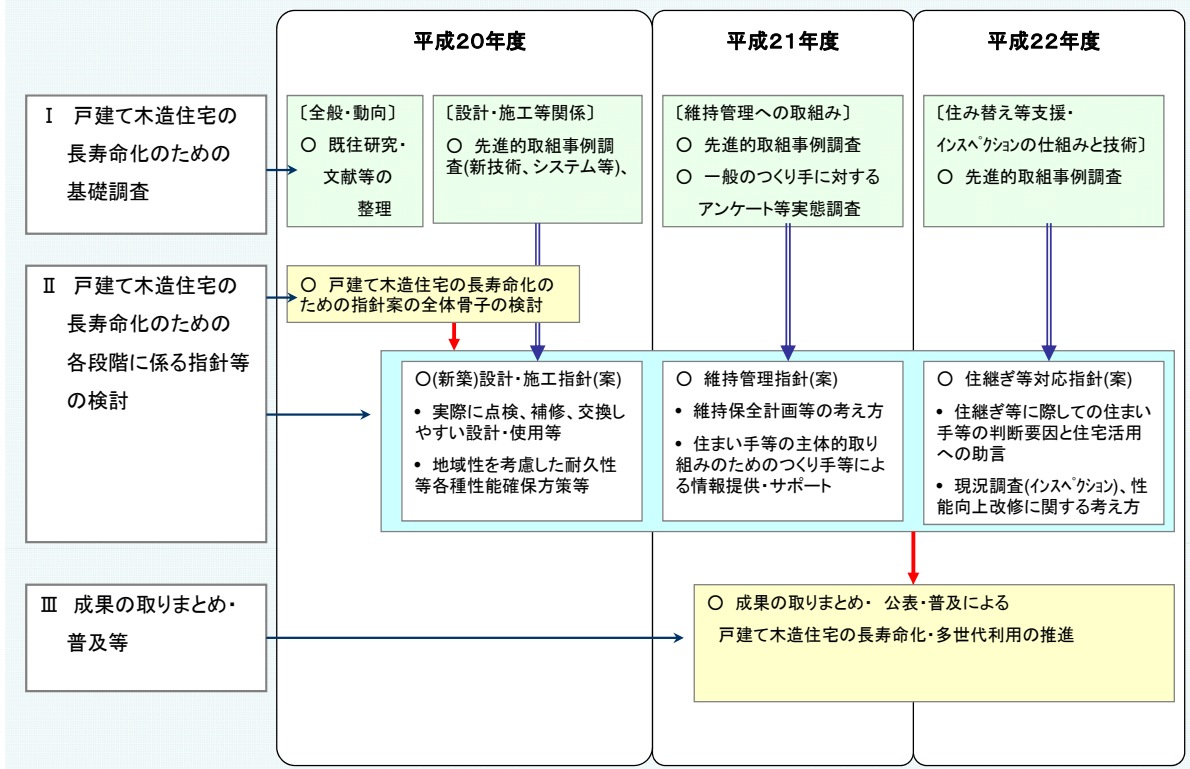 平成20年度
平成21年度
平成22年度
Ⅰ 戸建て木造住宅の
長寿命化のための
基礎調査
〔全般・動向〕
○ 既往研究・
文献等の
整理
〔設計・施工等関係〕
○ 先進的取組事例調
査(新技術、システム等)、
〔維持管理への取組み〕
○ 先進的取組事例調査
○ 一般のつくり手に対する
アンケート等実態調査
〔住み替え等支援・
インスペクションの仕組みと技術〕
○ 先進的取組事例調査
Ⅱ 戸建て木造住宅の
長寿命化のための
各段階に係る指針等
の検討
○ 戸建て木造住宅の長寿命化の
ための指針案の全体骨子の検討
○(新築)設計・施工指針(案)
• 実際に点検、補修、交換し
やすい設計・使用等
• 地域性を考慮した耐久性
等各種性能確保方策等
○ 維持管理指針(案)
• 維持保全計画等の考え方
• 住まい手等の主体的取り
組みのためのつくり手等によ
る情報提供・サポート
○ 住継ぎ等対応指針(案)
• 住継ぎ等に際しての住まい
手等の判断要因と住宅活用
への助言
• 現況調査(インスペクション)、性
能向上改修に関する考え方
Ⅲ 成果の取りまとめ・
普及等
○ 成果の取りまとめ・ 公表・普及による
戸建て木造住宅の長寿命化・多世代利用の推進